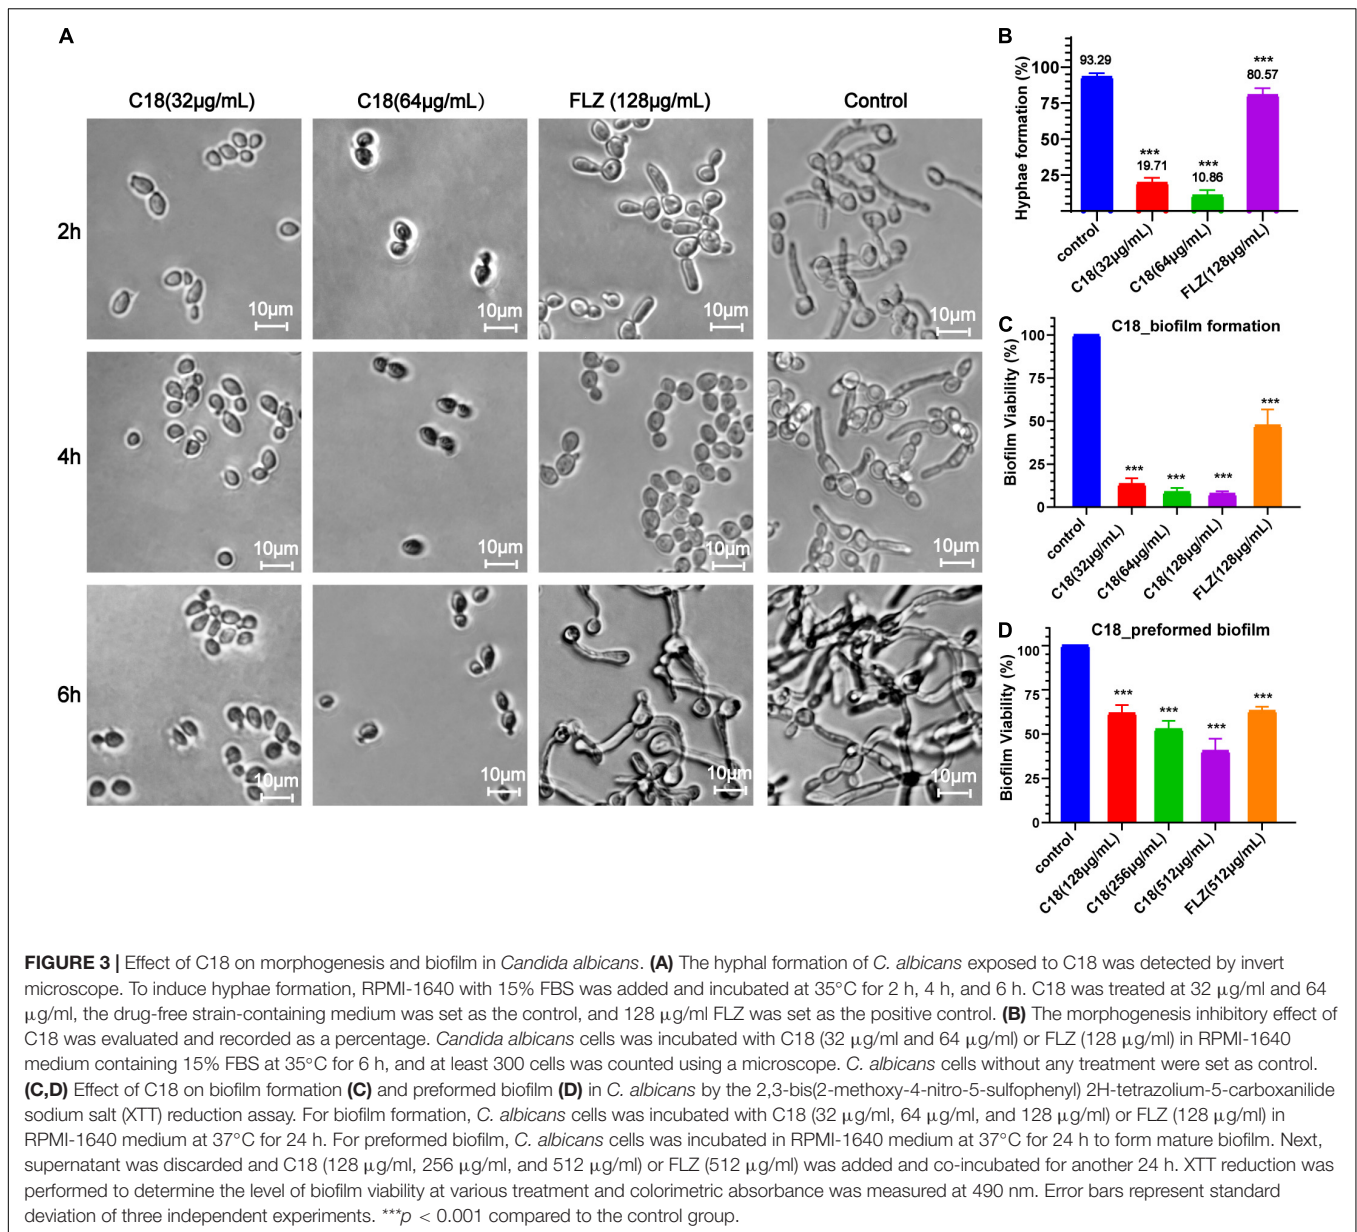 A
C18(32µg/mL) C18(64µg/mL) FLZ (128µg/mL) Control
2h
10µm 10µm 10µm 10µm
4h
10µm 10µm 10µm 10µm
6h
10µm 10µm 10µm 10µm
B
Hyphae formation (%)
100
75
50
25
93.29
***
19.71
***
10.86
***
80.57
control
C18(32µg/mL)
C18(64µg/mL)
FLZ(128µg/mL)
C
C18_biofilm formation
Biofilm Viability (%)
100
75
50
25
0
*** *** *** ***
control
C18(32µg/mL)
C18(64µg/mL)
C18(128µg/mL)
FLZ(128µg/mL)
D
C18_preformed biofilm
Biofilm Viability (%)
100
75
50
25
0
*** *** *** ***
control
C18(128µg/mL)
C18(256µg/mL)
C18(512µg/mL)
FLZ(512µg/mL)
FIGURE 3 | Effect of C18 on morphogenesis and biofilm in Candida albicans. (A) The hyphal formation of C. albicans exposed to C18 was detected by invert
microscope. To induce hyphae formation, RPMI-1640 with 15% FBS was added and incubated at 35°C for 2 h, 4 h, and 6 h. C18 was treated at 32 µg/ml and 64
µg/ml, the drug-free strain-containing medium was set as the control, and 128 µg/ml FLZ was set as the positive control. (B) The morphogenesis inhibitory effect of
C18 was evaluated and recorded as a percentage. Candida albicans cells was incubated with C18 (32 µg/ml and 64 µg/ml) or FLZ (128 µg/ml) in RPMI-1640
medium containing 15% FBS at 35°C for 6 h, and at least 300 cells was counted using a microscope. C. albicans cells without any treatment were set as control.
(C,D) Effect of C18 on biofilm formation (C) and preformed biofilm (D) in C. albicans by the 2,3-bis(2-methoxy-4-nitro-5-sulfophenyl) 2H-tetrazolium-5-carboxanilide
sodium salt (XTT) reduction assay. For biofilm formation, C. albicans cells was incubated with C18 (32 µg/ml, 64 µg/ml, and 128 µg/ml) or FLZ (128 µg/ml) in
RPMI-1640 medium at 37°C for 24 h. For preformed biofilm, C. albicans cells was incubated in RPMI-1640 medium at 37°C for 24 h to form mature biofilm. Next,
supernatant was discarded and C18 (128 µg/ml, 256 µg/ml, and 512 µg/ml) or FLZ (512 µg/ml) was added and co-incubated for another 24 h. XTT reduction was
performed to determine the level of biofilm viability at various treatment and colorimetric absorbance was measured at 490 nm. Error bars represent standard
deviation of three independent experiments. ***p < 0.001 compared to the control group.